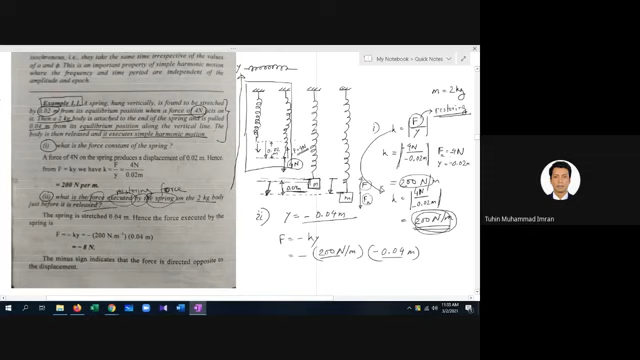 isochronous, i.e., they take the same time irrespective of the values
of a and φ. This is an important property of simple harmonic motion
where the frequency and time period are independent of the
amplitude and epoch.
Example 1.1. A spring, hung vertically, is found to be stretched
by 0.02 m from its equilibrium position when a force of 4N acts on
it. Then a 2 kg body is attached to the end of the spring and is pulled
0.04 m from its equilibrium position along the vertical line. The
body is then released and it executes simple harmonic motion.
(i) what is the force constant of the spring?
A force of 4N on the spring produces a displacement of 0.02 m. Hence
from F=−ky we have k=− F/y = 4N/0.02m
= 200 N per m.
restoring force
(ii) what is the force executed by the spring on the 2 kg body
just before it is released?
The spring is stretched 0.04 m. Hence the force executed by the
spring is
F=−ky =−(200 N.m⁻¹) (0.04 m)
=−8 N.
The minus sign indicates that the force is directed opposite to
the displacement.
My Notebook
m = 2kg
restoring
i) k = |F/y|
k = |4N/−0.02m|
F = 4N
y = −0.02m
= 200 N/m
k = |4N/−0.02m|
= 200 N/m
0.02
F=4N
4N
0.04m
m
m
F
y = − 0.04m
F = − ky
= − (200 N/m) (−0.04 m)
Tuhin Muhammad Imran
11:03 AM
3/2/2021